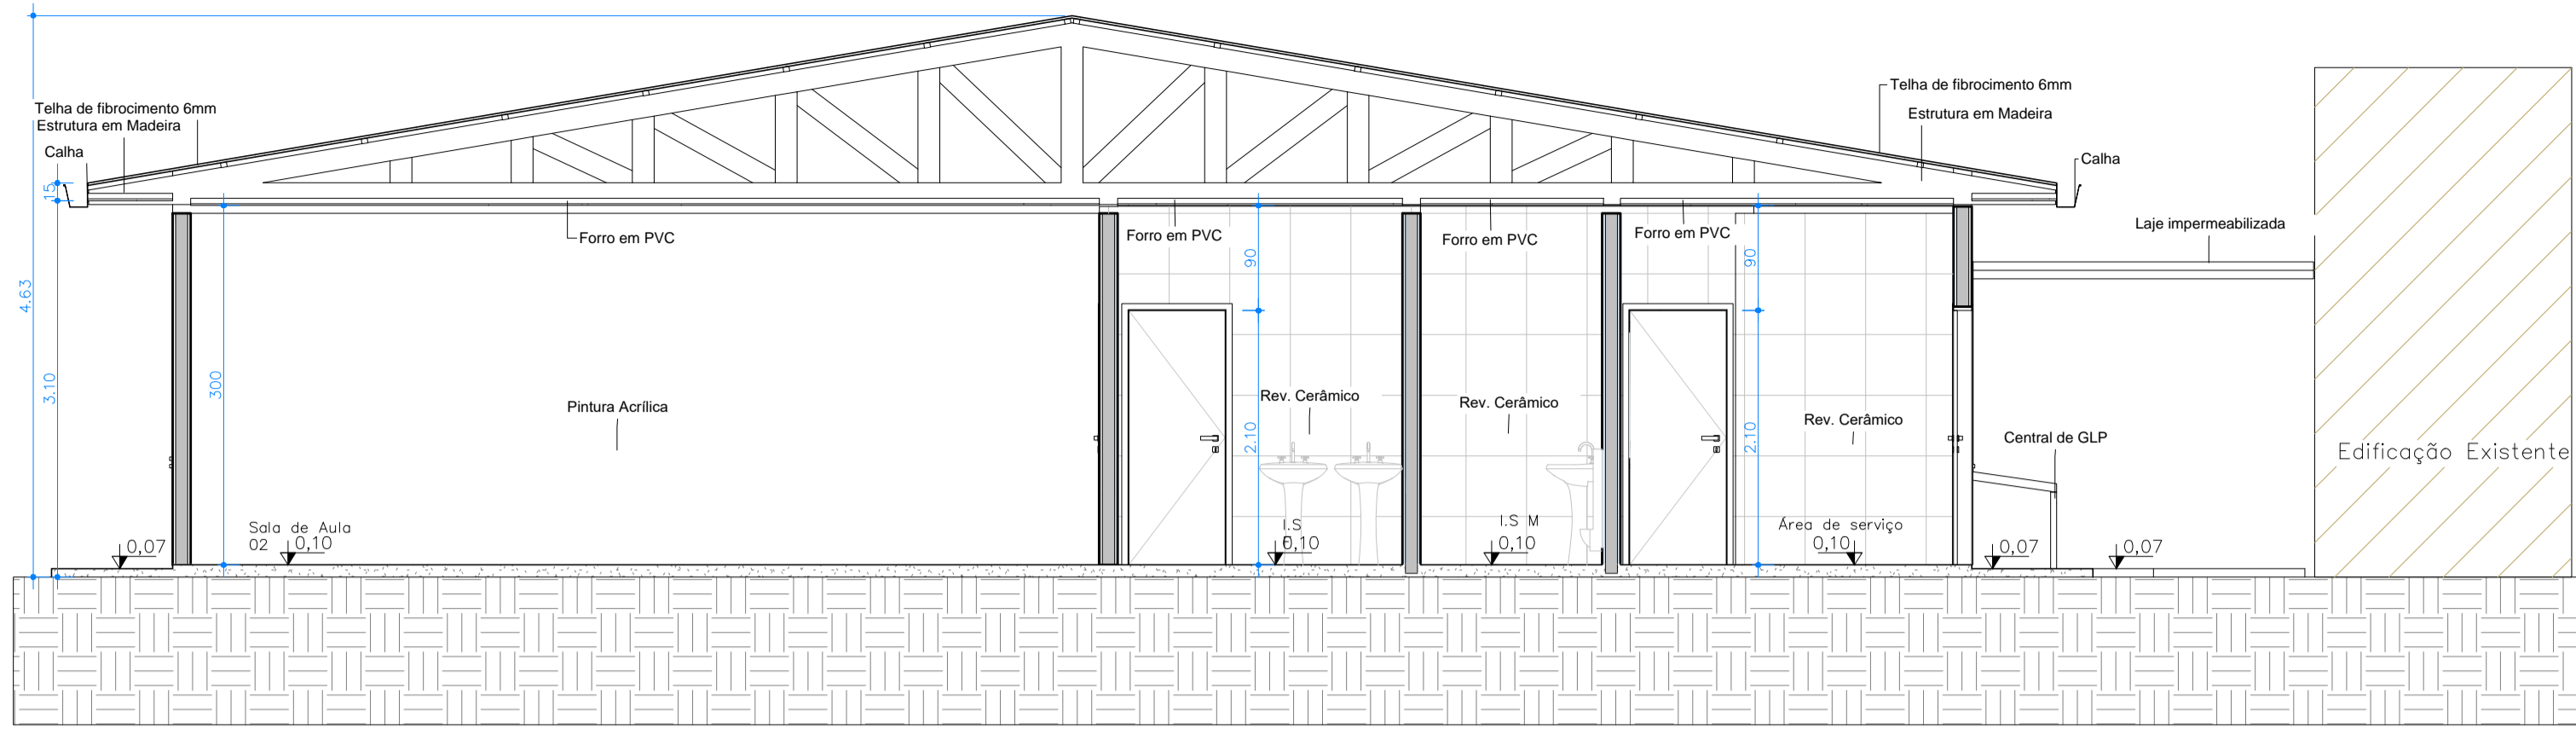 Telha de fibrocimento 6mm
Estrutura em Madeira
Calha
Telha de fibrocimento 6mm
Estrutura em Madeira
Calha
Laje impermeabilizada
15
4.63
3.10
300
Forro em PVC
Forro em PVC
Forro em PVC
Forro em PVC
90
90
Pintura Acrílica
Rev. Cerâmico
Rev. Cerâmico
Rev. Cerâmico
2.10
2.10
Central de GLP
Edificação Existente
Sala de Aula
02
0,10
0,07
I.S
0,10
I.S M
0,10
Área de serviço
0,10
0,07
0,07